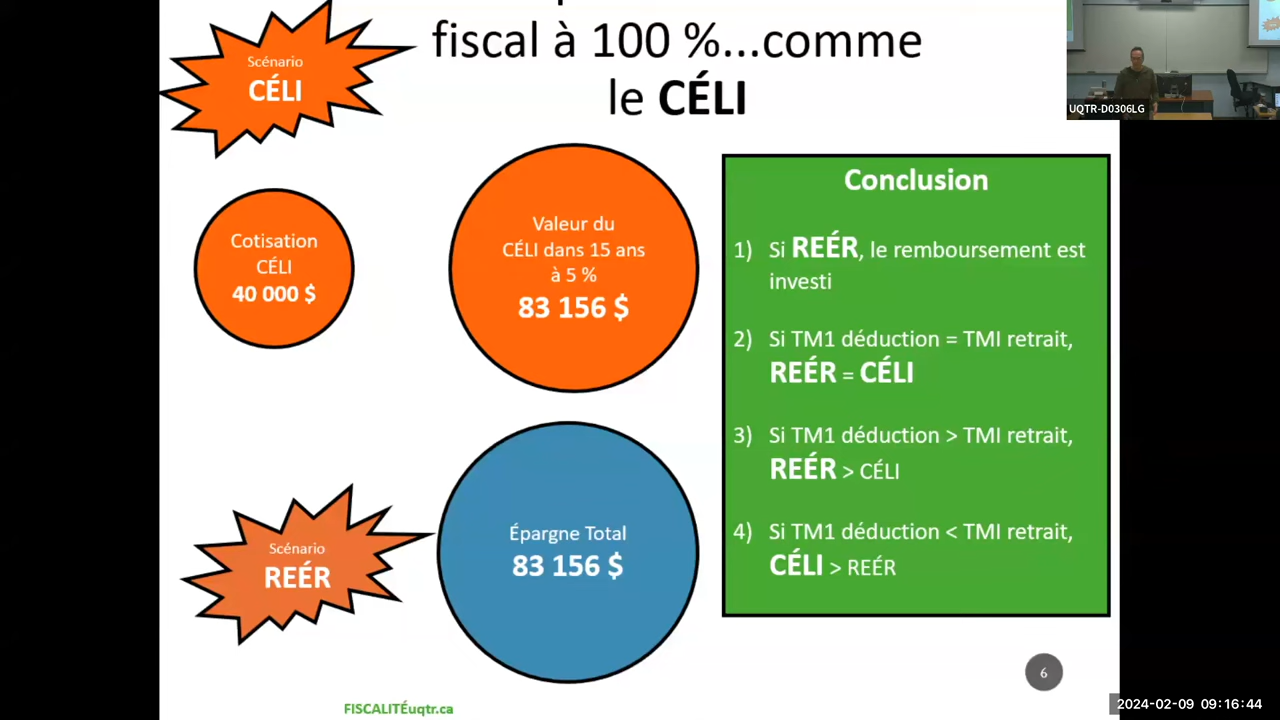 fiscal à 100 %...comme
le CÉLI
Scénario
CÉLI
UQTR-D0306LG
Cotisation
CÉLI
40 000 $
Valeur du
CÉLI dans 15 ans
à 5 %
83 156 $
Scénario
REÉR
Épargne Total
83 156 $
Conclusion
1) Si REÉR, le remboursement est
investi
2) Si TM1 déduction = TMI retrait,
REÉR = CÉLI
3) Si TM1 déduction > TMI retrait,
REÉR > CÉLI
4) Si TM1 déduction < TMI retrait,
CÉLI > REÉR
6
FISCALITÉuqtr.ca
2024-02-09 09:16:44